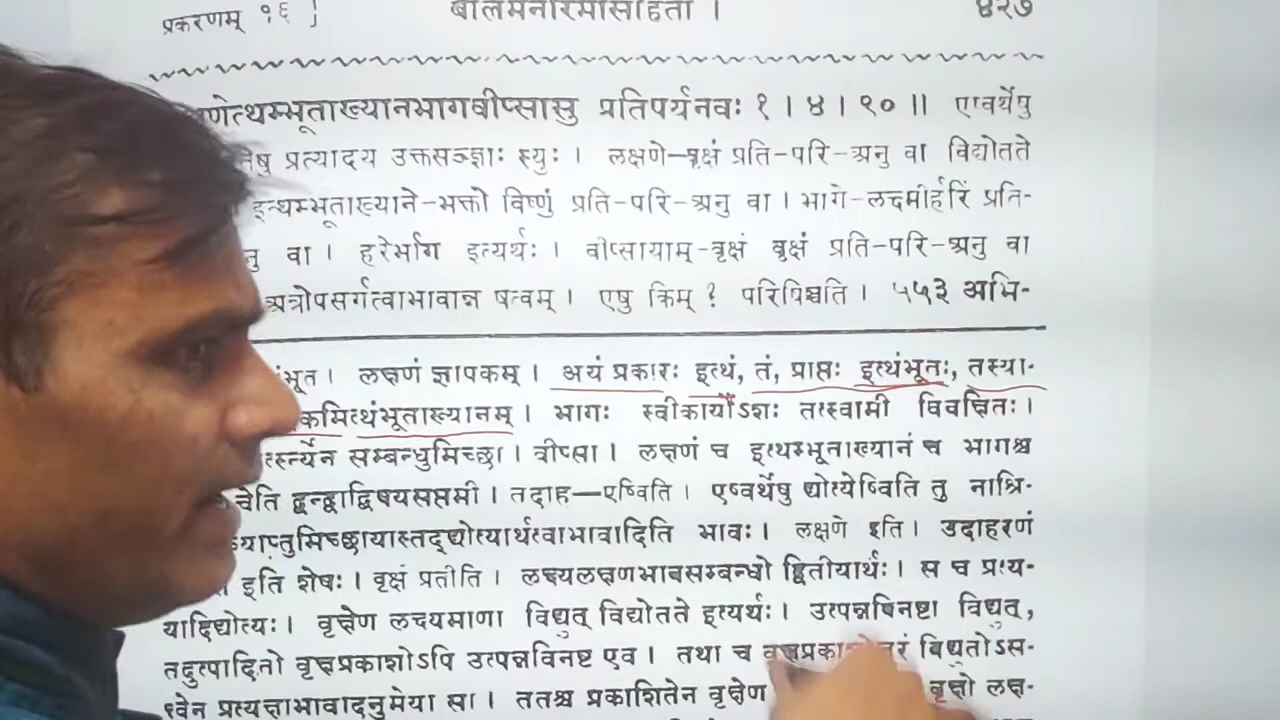 प्रकरणम् १६ ]
बालमनोरमासहिता ।
४२७
णेत्थम्भूताख्यानभागवीप्सासु प्रतिपर्यनवः १ । ४ । ९० ॥ एष्वर्थेषु
प्रत्यादय उक्तसञ्ज्ञाः स्युः । लक्षणे—वृक्षं प्रति-परि-अनु वा विद्योतते
इत्थम्भूताख्याने-भक्तो विष्णुं प्रति-परि-अनु वा । भागे-लक्ष्मीर्हरिं प्रति-
नु वा । हरेर्भाग इत्यर्थः । वीप्सायाम्-वृक्षं वृक्षं प्रति-परि-अनु वा
अत्रोपसर्गत्वाभावान्न षत्वम् । एषु किम् ? परिषिञ्चति । ५५३ अभि-
भूत । लक्षणं ज्ञापकम् । अयं प्रकारः इत्थं, तं, प्राप्तः इत्थंभूतः, तस्या-
कमित्थंभूताख्यानम् । भागः स्वीकार्योऽशः तत्स्वामी विवक्षितः ।
र्त्स्न्येन सम्बन्धुमिच्छा । वीप्सा । लक्षणं च इत्थम्भूताख्यानं च भागश्च
चेति द्वन्द्वाद्विषयसप्तमी । तदाह—एष्विति । एष्वर्थेषु द्योत्येष्विति तु नाश्रि-
व्याप्तुमिच्छायास्तद्द्योत्यार्थत्वाभावादिति भावः । लक्षणे इति । उदाहरणं
इति शेषः । वृक्षं प्रतीति । लक्ष्यलक्षणभावसम्बन्धो द्वितीयार्थः । स च प्रत्य-
यादिद्योत्यः । वृक्षेण लक्ष्यमाणा विद्युत् विद्योतते इत्यर्थः । उत्पन्नविनष्टा विद्युत्,
तदुत्पादितो वृक्षप्रकाशोऽपि उत्पन्नविनष्ट एव । तथा च वृक्षप्रका विद्युतोऽस-
त्त्वेन प्रत्यक्षाभावादनुमेया सा । ततश्च प्रकाशितेन वृक्षेण वृक्षो लक्ष-